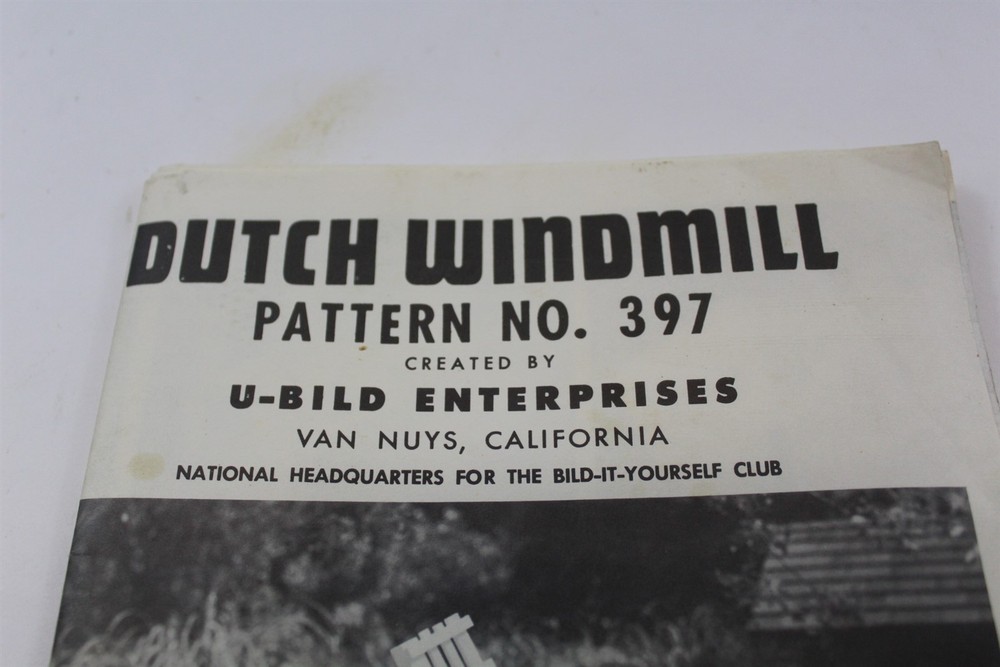 DUTCH WINDMILL
PATTERN NO. 397
CREATED BY
U-BILD ENTERPRISES
VAN NUYS, CALIFORNIA
NATIONAL HEADQUARTERS FOR THE BILD-IT-YOURSELF CLUB